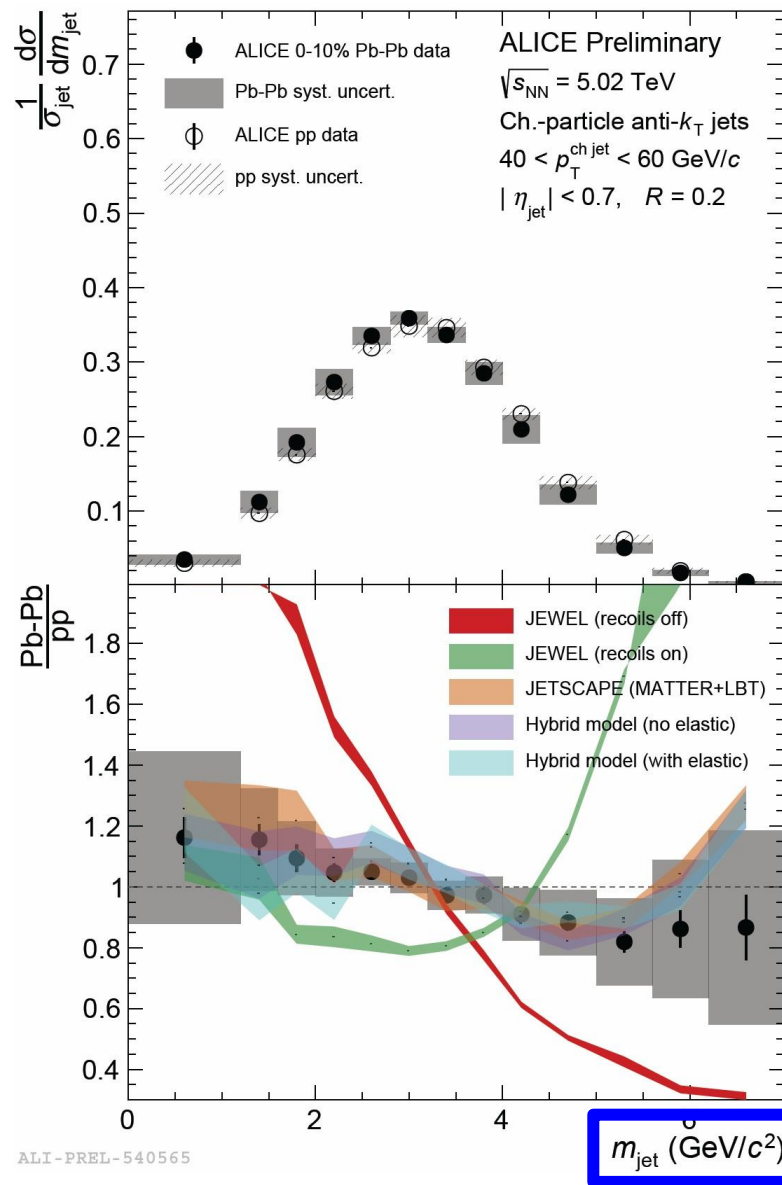 1/σjet dσ/dmjet
ALICE 0-10% Pb-Pb data
Pb-Pb syst. uncert.
ALICE pp data
pp syst. uncert.
ALICE Preliminary
√sNN = 5.02 TeV
Ch.-particle anti-kT jets
40 < pT^ch jet < 60 GeV/c
| ηjet| < 0.7, R = 0.2
0.7
0.6
0.5
0.4
0.3
0.2
0.1
Pb-Pb/pp
JEWEL (recoils off)
JEWEL (recoils on)
JETSCAPE (MATTER+LBT)
Hybrid model (no elastic)
Hybrid model (with elastic)
1.8
1.6
1.4
1.2
1
0.8
0.6
0.4
0 2 4 6
mjet (GeV/c²)
ALI-PREL-540565